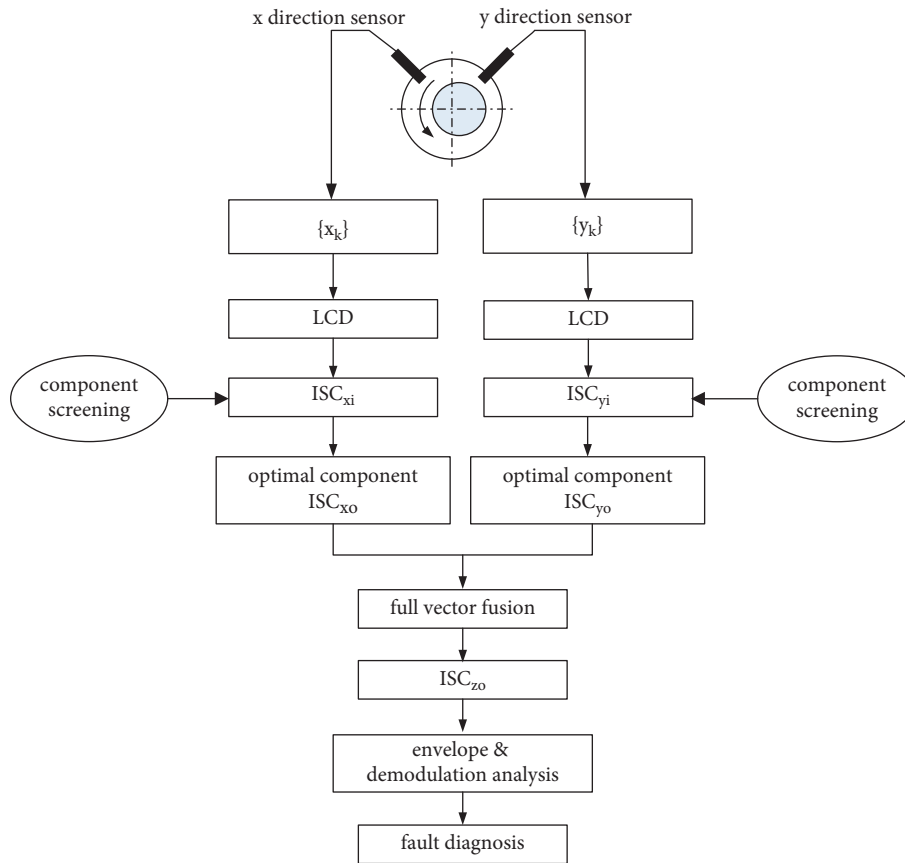 x direction sensor
y direction sensor
{xk}
{yk}
LCD
LCD
component
screening
ISCxi
ISCyi
component
screening
optimal component
ISCxo
optimal component
ISCyo
full vector fusion
ISCzo
envelope &
demodulation analysis
fault diagnosis